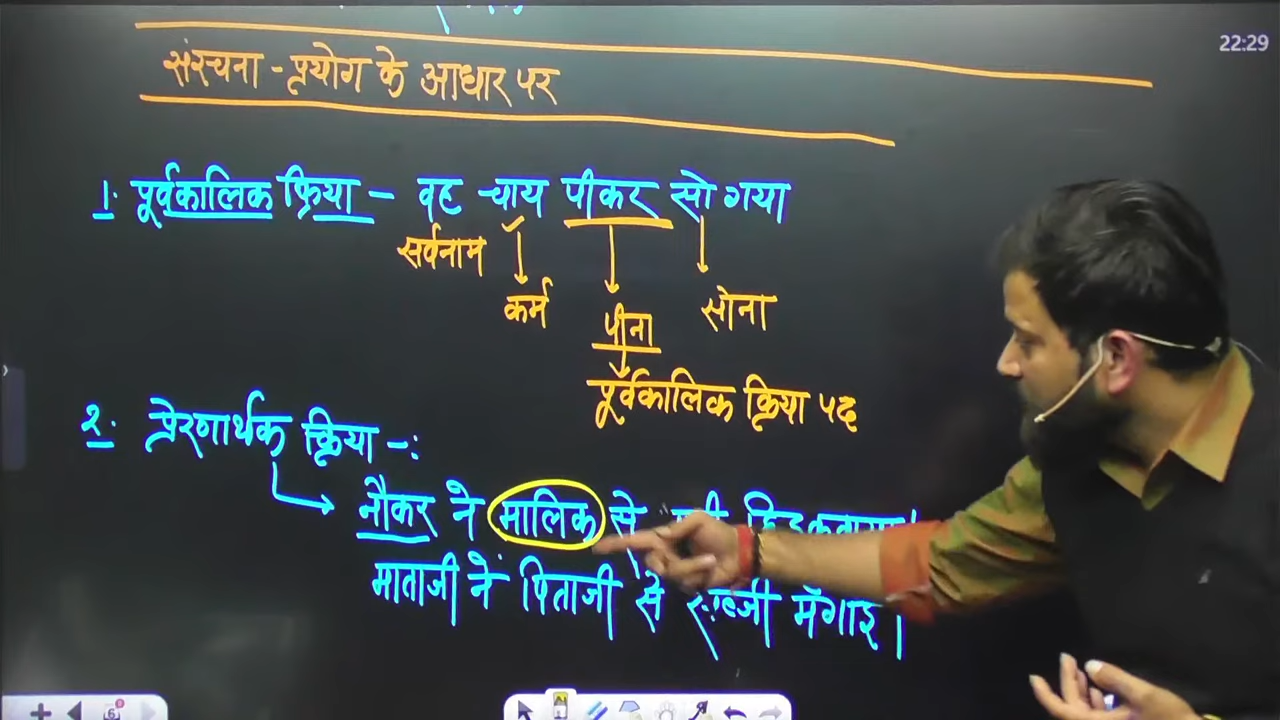 22:29
संरचना - प्रयोग के आधार पर
1. पूर्वकालिक क्रिया - वह चाय पीकर सो गया
सर्वनाम
कर्म
पीना
सोना
पूर्वकालिक क्रिया पद
२. प्रेरणार्थक क्रिया -:
नौकर ने मालिक से
माताजी नें पिताजी से सब्जी मँगाई।